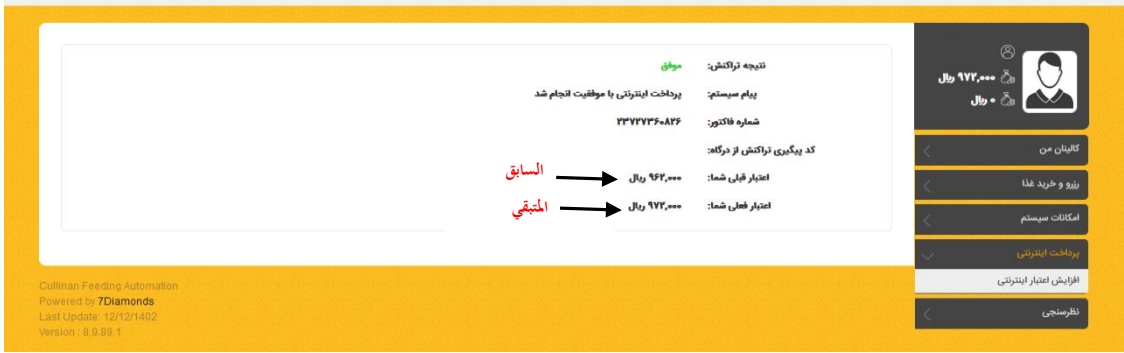 ۹۷۲,۰۰۰ ریال
۰ ریال
کالینان من
رزرو و خرید غذا
امکانات سیستم
پرداخت اینترنتی
افزایش اعتبار اینترنتی
نظرسنجی
نتیجه تراکنش: موفق
پیام سیستم: پرداخت اینترنتی با موفقیت انجام شد
شماره فاکتور: ۲۳۷۲۷۳۶۰۸۲۶
کد پیگیری تراکنش از درگاه:
اعتبار قبلی شما: ۹۶۲,۰۰۰ ریال السابق
اعتبار فعلی شما: ۹۷۲,۰۰۰ ریال المتبقي
Cullinan Feeding Automation
Powered by 7Diamonds
Last Update: 12/12/1402
Version : 8.9.89.1